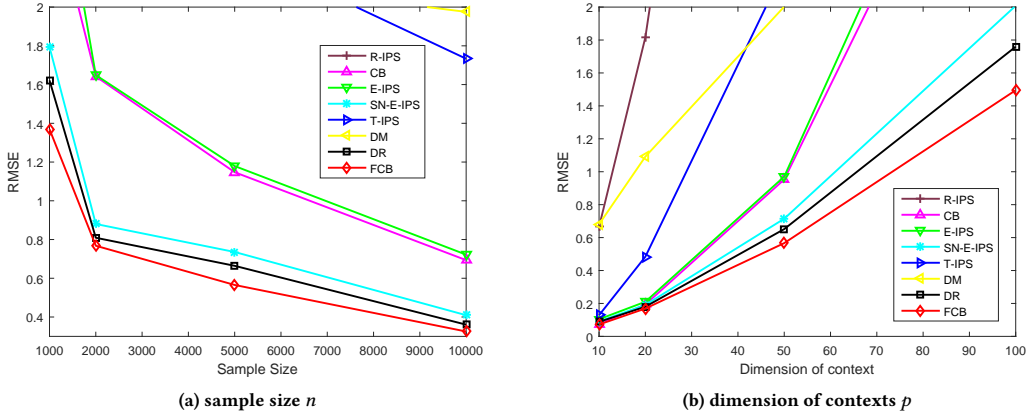 2
1.8
1.6
1.4
1.2
1
0.8
0.6
0.4
RMSE
1000 2000 3000 4000 5000 6000 7000 8000 9000 10000
Sample Size
R-IPS
CB
E-IPS
SN-E-IPS
T-IPS
DM
DR
FCB
(a) sample size n
2
1.8
1.6
1.4
1.2
1
0.8
0.6
0.4
0.2
0
RMSE
10 20 30 40 50 60 70 80 90 100
Dimension of context
R-IPS
CB
E-IPS
SN-E-IPS
T-IPS
DM
DR
FCB
(b) dimension of contexts p